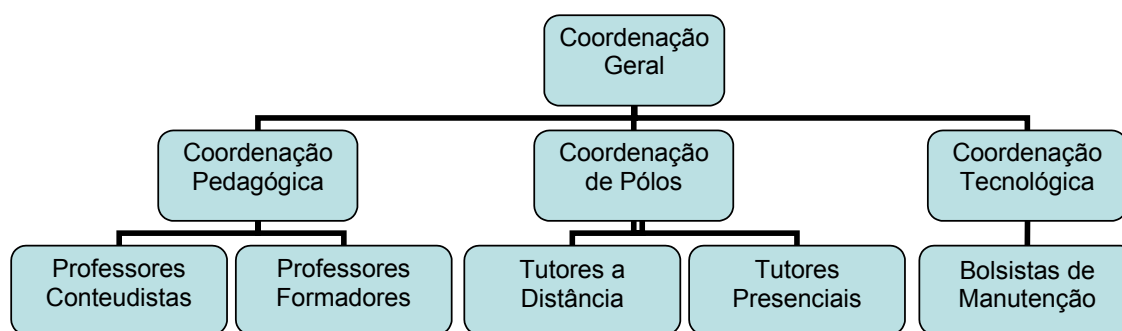 Coordenação
Geral
Coordenação
Pedagógica
Coordenação
de Pólos
Coordenação
Tecnológica
Professores
Conteudistas
Professores
Formadores
Tutores a
Distância
Tutores
Presenciais
Bolsistas de
Manutenção